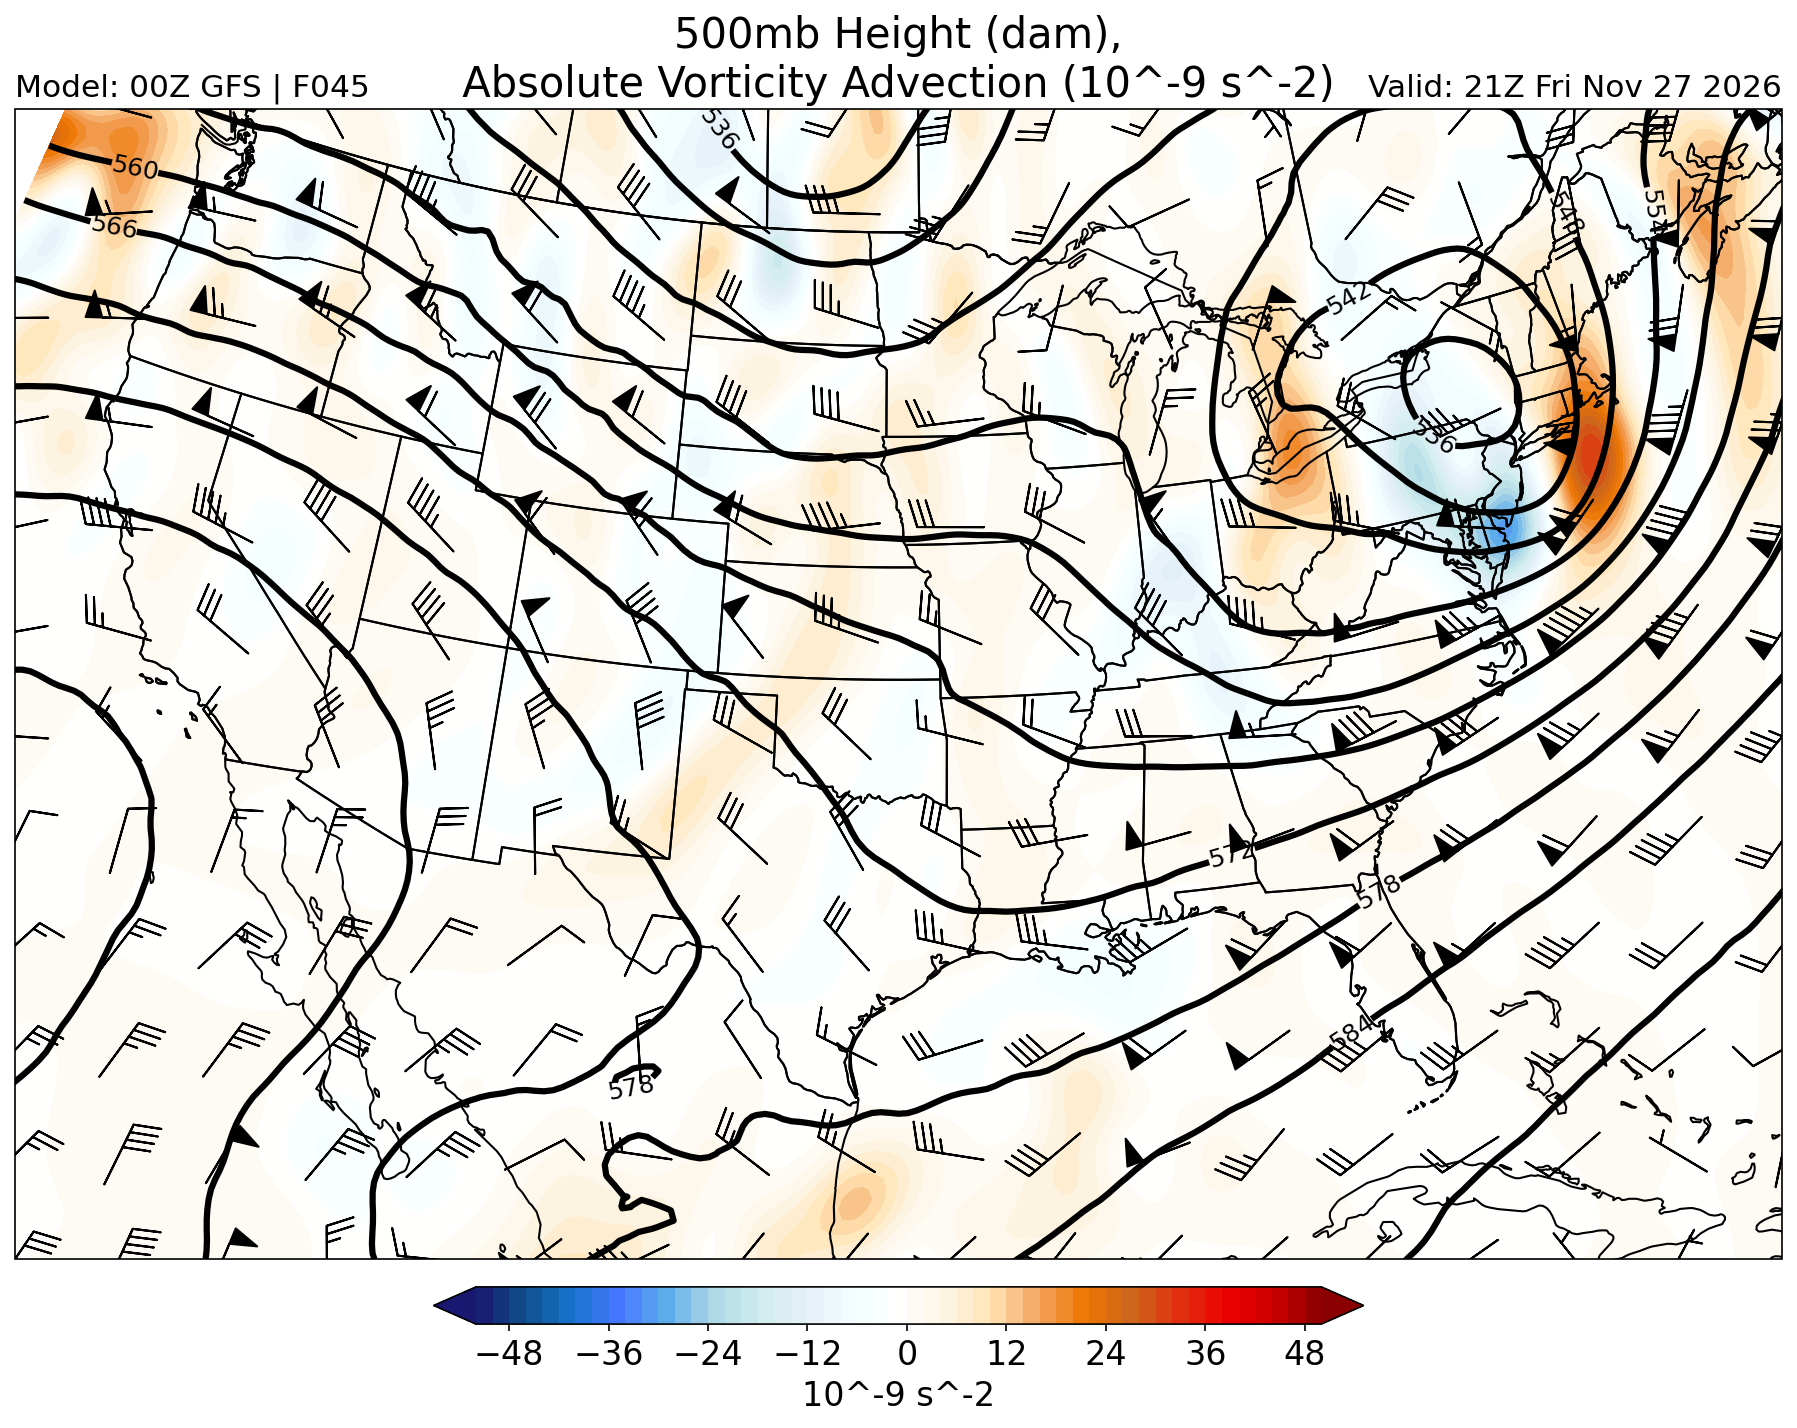 500mb Height (dam),
Model: 00Z GFS | F045
Absolute Vorticity Advection (10^-9 s^-2)
Valid: 21Z Fri Nov 27 2026
536
560
566
548
554
542
536
572
578
584
578
−48 −36 −24 −12 0 12 24 36 48
10^-9 s^-2